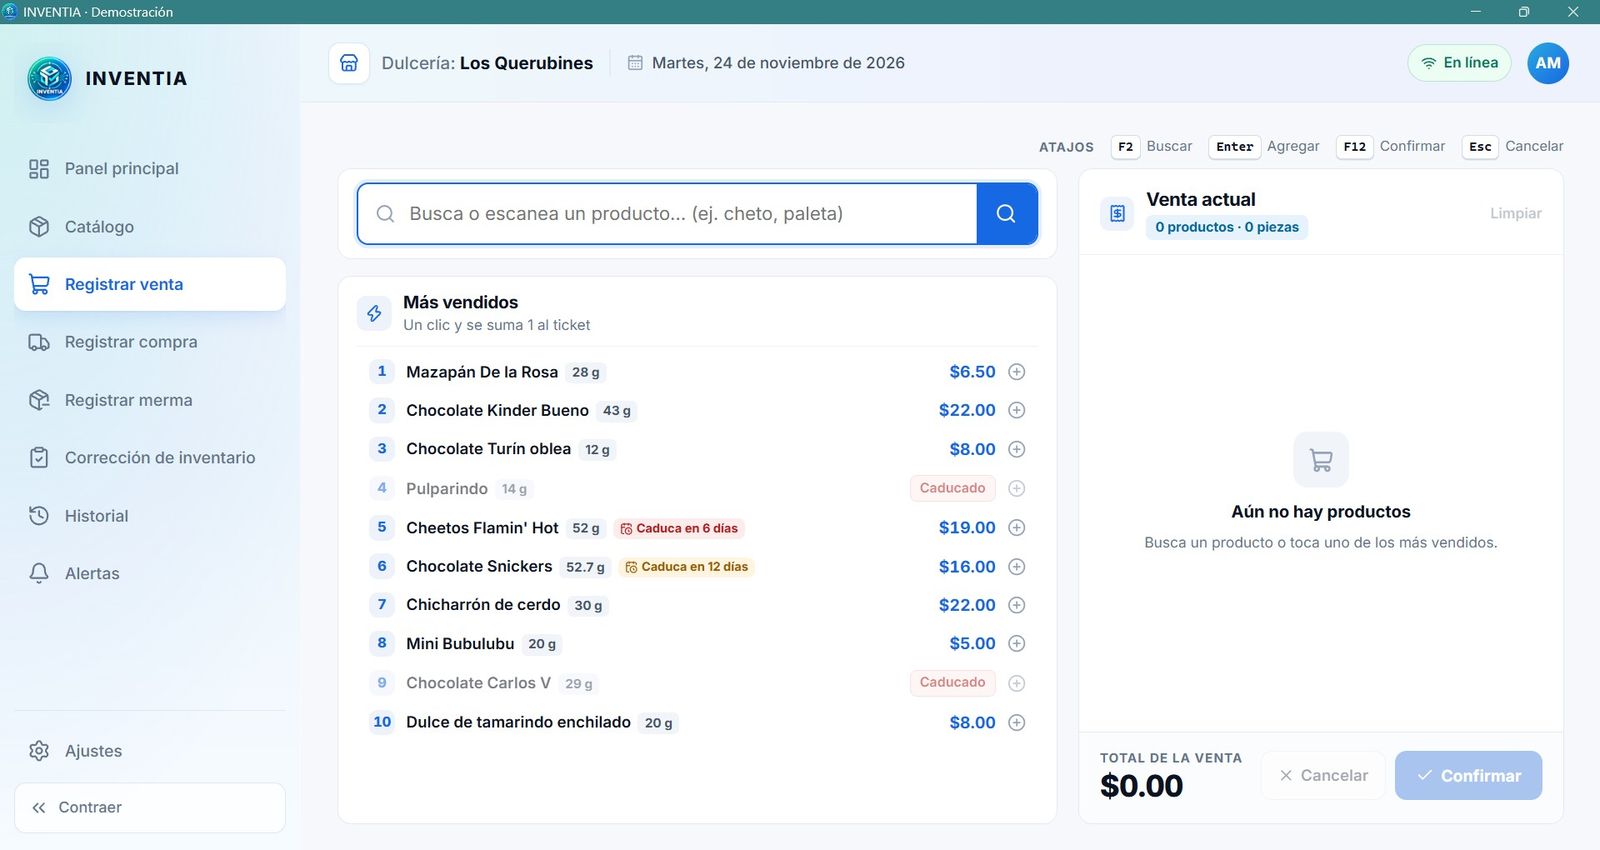 INVENTIA · Demostración
INVENTIA
INVENTIA
Dulcería: Los Querubines
Martes, 24 de noviembre de 2026
En línea
AM
Panel principal
Catálogo
Registrar venta
Registrar compra
Registrar merma
Corrección de inventario
Historial
Alertas
Ajustes
Contraer
ATAJOS F2 Buscar Enter Agregar F12 Confirmar Esc Cancelar
Busca o escanea un producto... (ej. cheto, paleta)
Más vendidos
Un clic y se suma 1 al ticket
1 Mazapán De la Rosa 28 g $6.50
2 Chocolate Kinder Bueno 43 g $22.00
3 Chocolate Turín oblea 12 g $8.00
4 Pulparindo 14 g Caducado
5 Cheetos Flamin' Hot 52 g Caduca en 6 días $19.00
6 Chocolate Snickers 52.7 g Caduca en 12 días $16.00
7 Chicharrón de cerdo 30 g $22.00
8 Mini Bubulubu 20 g $5.00
9 Chocolate Carlos V 29 g Caducado
10 Dulce de tamarindo enchilado 20 g $8.00
Venta actual
0 productos · 0 piezas
Limpiar
Aún no hay productos
Busca un producto o toca uno de los más vendidos.
TOTAL DE LA VENTA
$0.00
Cancelar
Confirmar